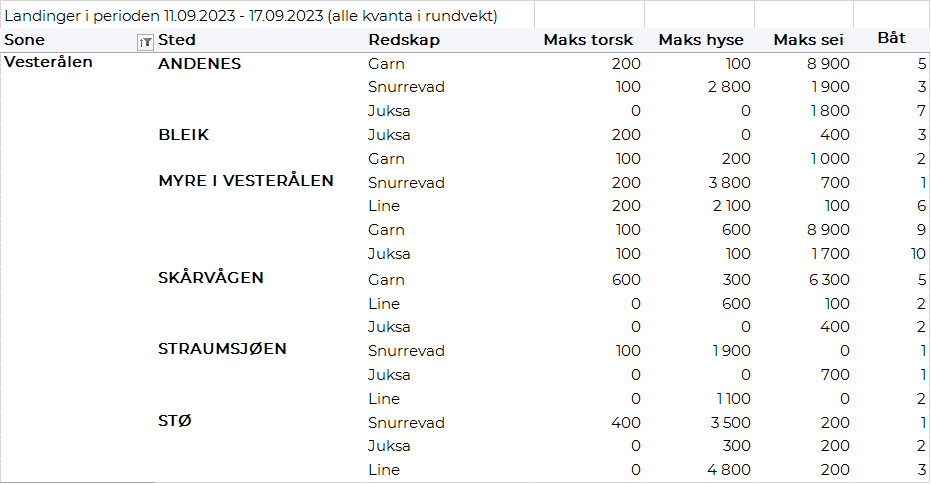 Landinger i perioden 11.09.2023 - 17.09.2023 (alle kvanta i rundvekt)
Sone Sted Redskap Maks torsk Maks hyse Maks sei Båt
Vesterålen ANDENES Garn 200 100 8 900 5
Snurrevad 100 2 800 1 900 3
Juksa 0 0 1 800 7
BLEIK Juksa 200 0 400 3
Garn 100 200 1 000 2
MYRE I VESTERÅLEN Snurrevad 200 3 800 700 1
Line 200 2 100 100 6
Garn 100 600 8 900 9
Juksa 100 100 1 700 10
SKÅRVÅGEN Garn 600 300 6 300 5
Line 0 600 100 2
Juksa 0 0 400 2
STRAUMSJØEN Snurrevad 100 1 900 0 1
Juksa 0 0 700 1
Line 0 1 100 0 2
STØ Snurrevad 400 3 500 200 1
Juksa 0 300 200 2
Line 0 4 800 200 3